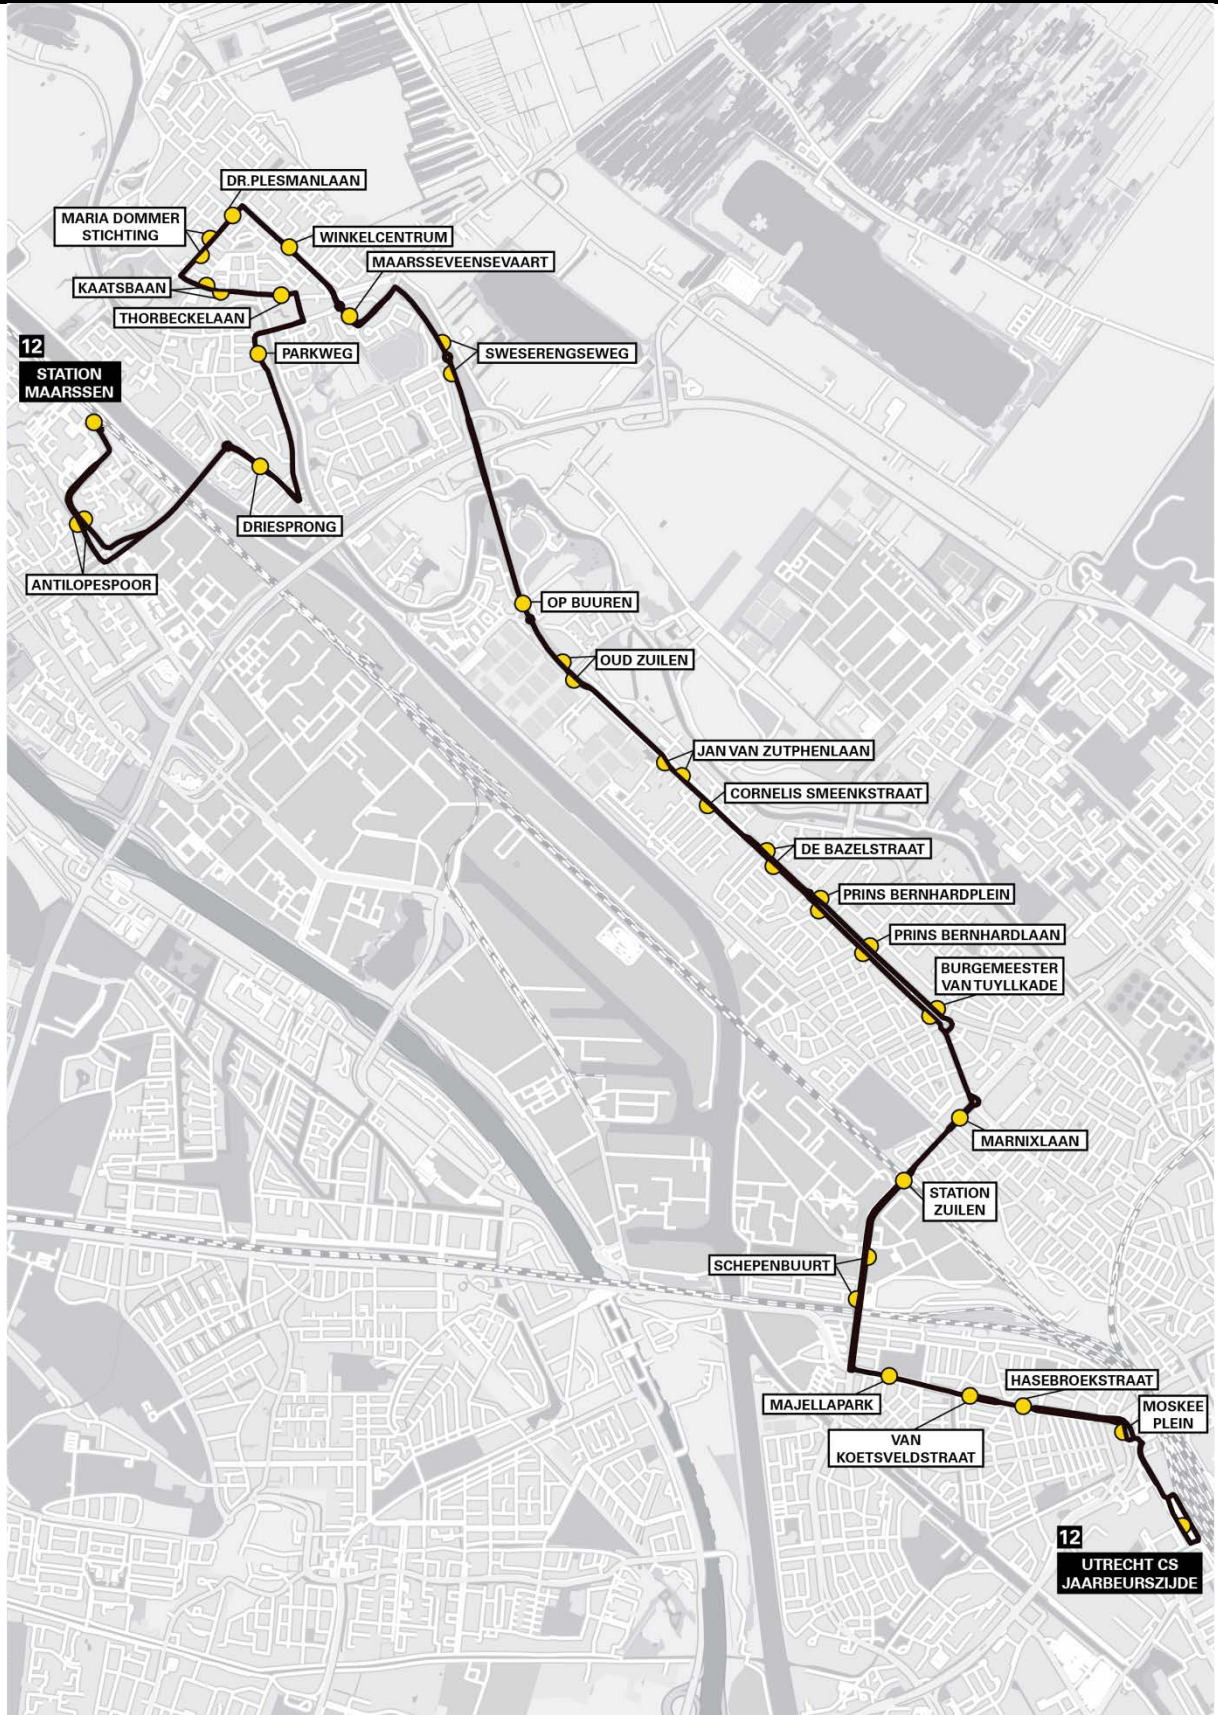 DR.PLESMANLAAN
MARIA DOMMER
STICHTING
WINKELCENTRUM
MAARSSEVEENSEVAART
KAATSBAAN
THORBECKELAAN
12
STATION
MAARSSEN
PARKWEG
SWESERENGSEWEG
DRIESPRONG
ANTILOPESPOOR
OP BUUREN
OUD ZUILEN
JAN VAN ZUTPHENLAAN
CORNELIS SMEENKSTRAAT
DE BAZELSTRAAT
PRINS BERNHARDPLEIN
PRINS BERNHARDLAAN
BURGEMEESTER
VAN TUYLLKADE
MARNIXLAAN
STATION
ZUILEN
SCHEPENBUURT
HASEBROEKSTRAAT
MAJELLAPARK
MOSKEE
PLEIN
VAN
KOETSVELDSTRAAT
12
UTRECHT CS
JAARBEURSZIJDE